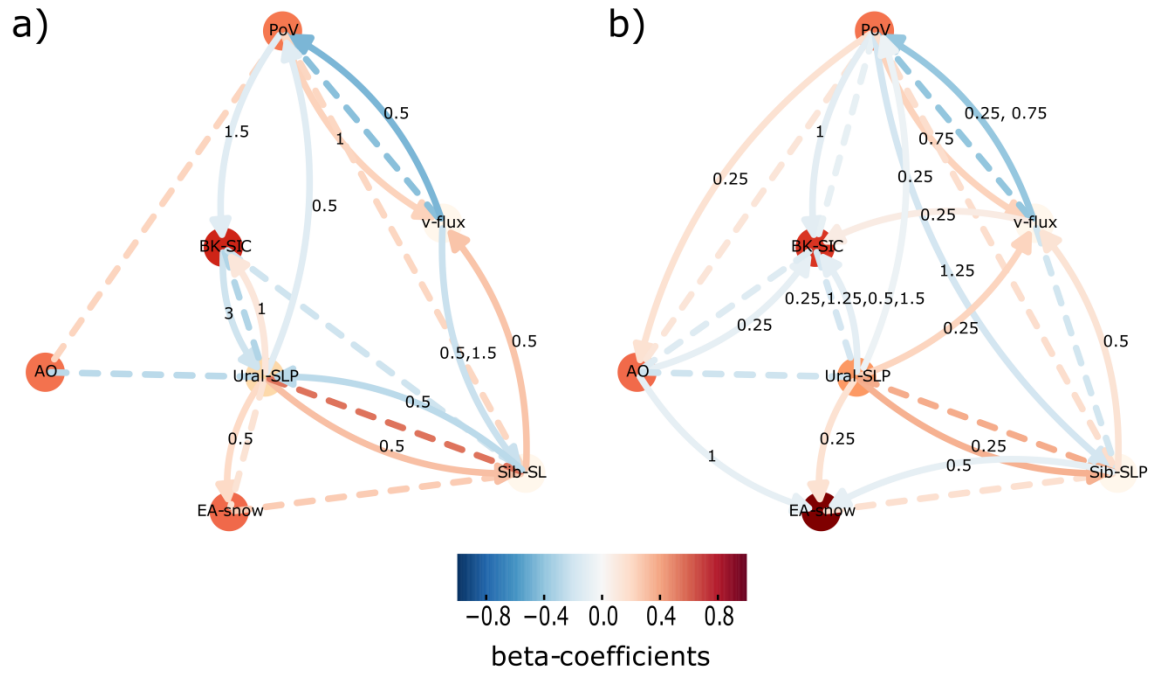 a)
PoV
1.5
0.5
1
0.5
v-flux
BK-SIC
3
1
AO
Ural-SLP
0.5,1.5
0.5
0.5
0.5
0.5
Sib-SL
EA-snow
b)
PoV
0.25, 0.75
1
0.75
0.25
0.25
0.25
v-flux
BK-SIC
1.25
0.25,1.25,0.5,1.5
0.25
0.25
0.5
AO
Ural-SLP
1
0.25
0.25
0.5
Sib-SLP
EA-snow
−0.8 −0.4 0.0 0.4 0.8
beta-coefficients